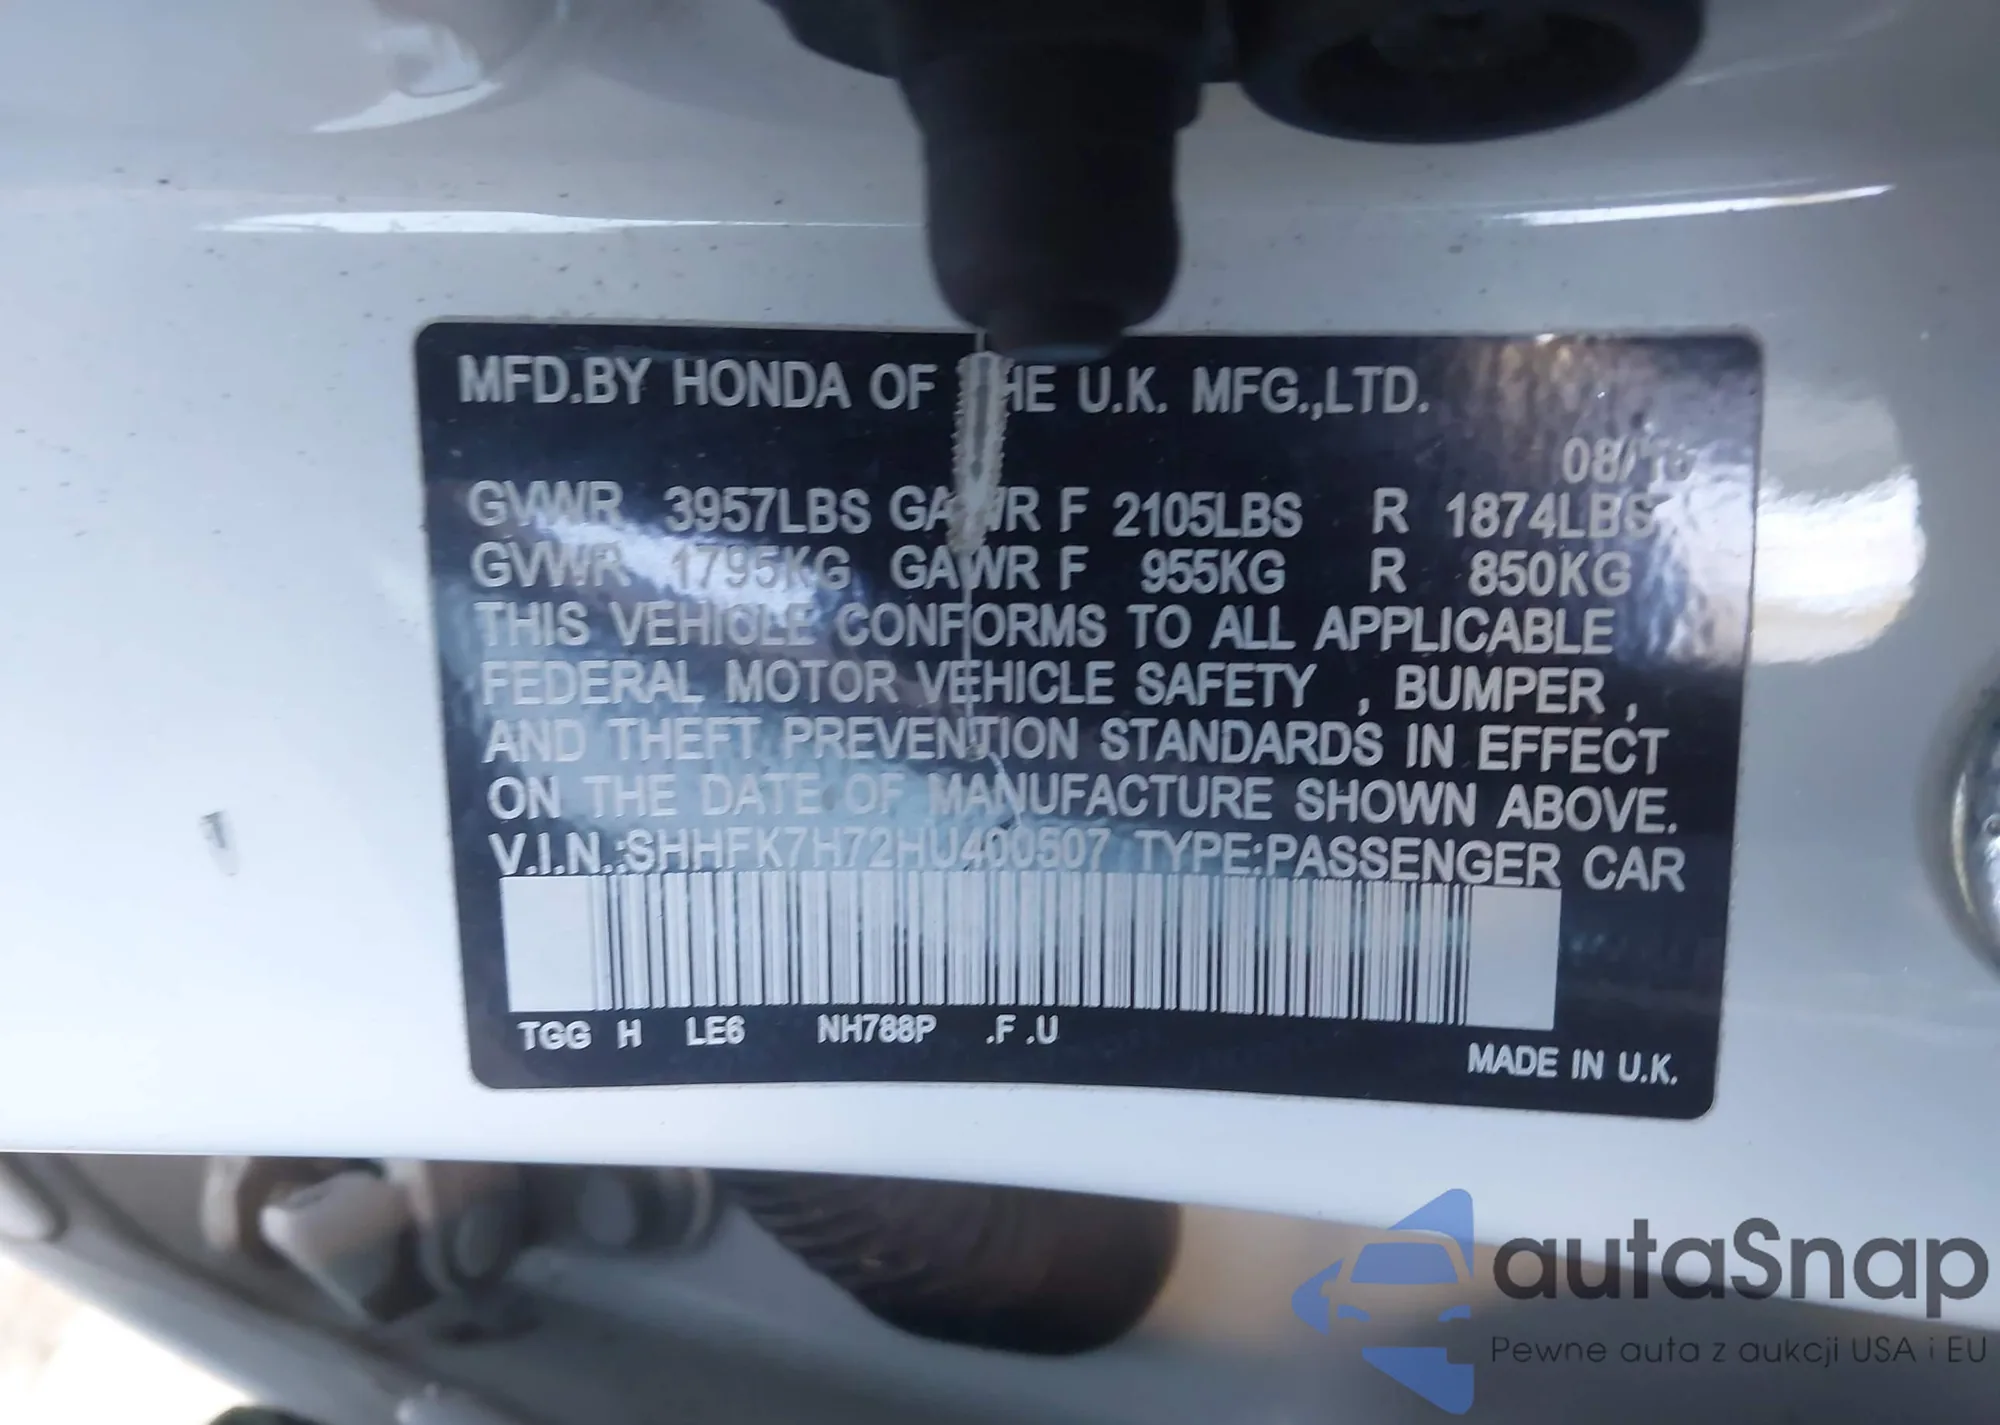 MFD.BY HONDA OF THE U.K. MFG.,LTD.
08/16
GVWR 3957LBS GAWR F 2105LBS R 1874LBS
GVWR 1795KG GAWR F 955KG R 850KG
THIS VEHICLE CONFORMS TO ALL APPLICABLE
FEDERAL MOTOR VEHICLE SAFETY , BUMPER ,
AND THEFT PREVENTION STANDARDS IN EFFECT
ON THE DATE OF MANUFACTURE SHOWN ABOVE.
V.I.N.:SHHFK7H72HU400507 TYPE:PASSENGER CAR
TGG H LE6 NH788P .F .U
MADE IN U.K.
autaSnap
Pewne auta z aukcji USA i EU